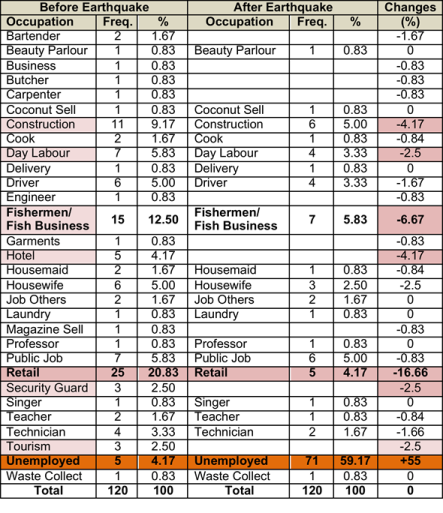 Before Earthquake After Earthquake Changes
Occupation Freq. % Occupation Freq. % (%)
Bartender 2 1.67 -1.67
Beauty Parlour 1 0.83 Beauty Parlour 1 0.83 0
Business 1 0.83 -0.83
Butcher 1 0.83 -0.83
Carpenter 1 0.83 -0.83
Coconut Sell 1 0.83 Coconut Sell 1 0.83 0
Construction 11 9.17 Construction 6 5.00 -4.17
Cook 2 1.67 Cook 1 0.83 -0.84
Day Labour 7 5.83 Day Labour 4 3.33 -2.5
Delivery 1 0.83 Delivery 1 0.83 0
Driver 6 5.00 Driver 4 3.33 -1.67
Engineer 1 0.83 -0.83
Fishermen/ Fishermen/
Fish Business 15 12.50 Fish Business 7 5.83 -6.67
Garments 1 0.83 -0.83
Hotel 5 4.17 -4.17
Housemaid 2 1.67 Housemaid 1 0.83 -0.84
Housewife 6 5.00 Housewife 3 2.50 -2.5
Job Others 2 1.67 Job Others 2 1.67 0
Laundry 1 0.83 Laundry 1 0.83 0
Magazine Sell 1 0.83 -0.83
Professor 1 0.83 Professor 1 0.83 0
Public Job 7 5.83 Public Job 6 5.00 -0.83
Retail 25 20.83 Retail 5 4.17 -16.66
Security Guard 3 2.50 -2.5
Singer 1 0.83 Singer 1 0.83 0
Teacher 2 1.67 Teacher 1 0.83 -0.84
Technician 4 3.33 Technician 2 1.67 -1.66
Tourism 3 2.50 -2.5
Unemployed 5 4.17 Unemployed 71 59.17 +55
Waste Collect 1 0.83 Waste Collect 1 0.83 0
Total 120 100 Total 120 100 0